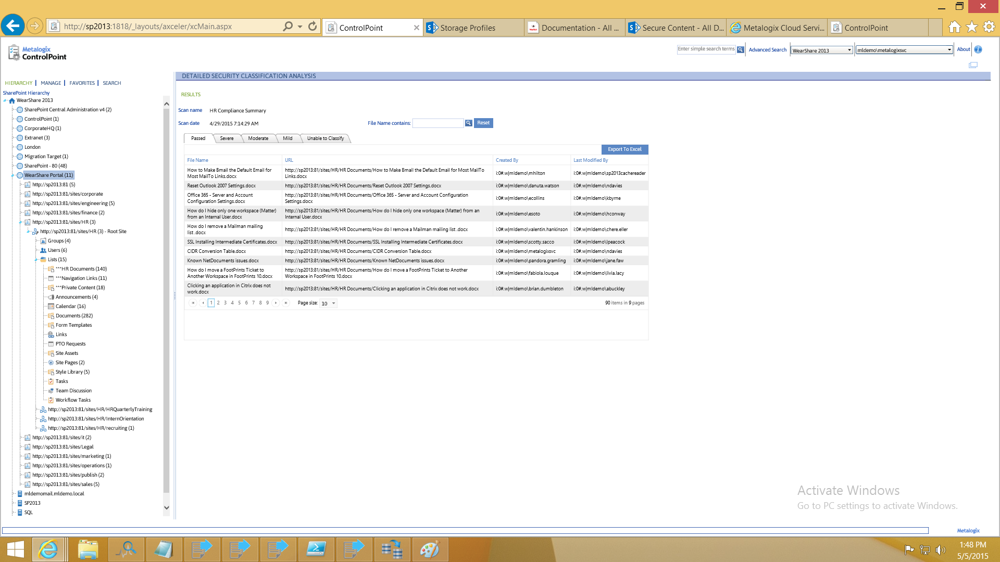 http://sp2013:1818/_layouts/axceler/xcMain.aspx
ControlPoint
Storage Profiles
Documentation - All ...
Secure Content - All D...
Metalogix Cloud Servi...
ControlPoint
Metalogix
ControlPoint
Enter simple search terms
Advanced Search
WearShare 2013
mldemo\metalogixsvc
About
HIERARCHY | MANAGE | FAVORITES | SEARCH
SharePoint Hierarchy
WearShare 2013
SharePoint Central Administration v4 (2)
ControlPoint (1)
CorporateHQ (1)
Extranet (3)
London
Migration Target (1)
SharePoint - 80 (48)
WearShare Portal (11)
http://sp2013:81 (5)
http://sp2013:81/sites/corporate
http://sp2013:81/sites/engineering (5)
http://sp2013:81/sites/finance (2)
http://sp2013:81/sites/HR (3)
http://sp2013:81/sites/HR (3) - Root Site
Groups (4)
Users (6)
Lists (15)
***HR Documents (140)
***Navigation Links (11)
***Private Content (18)
Announcements (4)
Calendar (16)
Documents (282)
Form Templates
Links
PTO Requests
Site Assets
Site Pages (2)
Style Library (5)
Tasks
Team Discussion
Workflow Tasks
http://sp2013:81/sites/HR/HRQuarterlyTraining
http://sp2013:81/sites/HR/InternOrientation
http://sp2013:81/sites/HR/recruiting (1)
http://sp2013:81/sites/it (2)
http://sp2013:81/sites/Legal
http://sp2013:81/sites/marketing (1)
http://sp2013:81/sites/operations (1)
http://sp2013:81/sites/publish (2)
http://sp2013:81/sites/sales (5)
mldemomail.mldemo.local
SP2013
SQL
DETAILED SECURITY CLASSIFICATION ANALYSIS
RESULTS
Scan name HR Compliance Summary
Scan date 4/29/2015 7:14:29 AM
File Name contains: Reset
Passed Severe Moderate Mild Unable to Classify
Export To Excel
File Name URL Created By Last Modified By
How to Make Bmail the Default Email for Most MailTo Links.docx http://sp2013:81/sites/HR/HR Documents/How to Make Bmail the Default Email for Most MailTo Links.docx i:0#.w|mldemo\mhilton i:0#.w|mldemo\sp2013cachereader
Reset Outlook 2007 Settings.docx http://sp2013:81/sites/HR/HR Documents/Reset Outlook 2007 Settings.docx i:0#.w|mldemo\danuta.watson i:0#.w|mldemo\ndavies
Office 365 - Server and Account Configuration Settings.docx http://sp2013:81/sites/HR/HR Documents/Office 365 - Server and Account Configuration Settings.docx i:0#.w|mldemo\ecollins i:0#.w|mldemo\kbyrne
How do I hide only one workspace (Matter) from an Internal User.docx http://sp2013:81/sites/HR/HR Documents/How do I hide only one workspace (Matter) from an Internal User.docx i:0#.w|mldemo\esoto i:0#.w|mldemo\hconway
How do I remove a Mailman mailing list .docx http://sp2013:81/sites/HR/HR Documents/How do I remove a Mailman mailing list .docx i:0#.w|mldemo\valentin.hankinson i:0#.w|mldemo\chere.eller
SSL Installing Intermediate Certificates.docx http://sp2013:81/sites/HR/HR Documents/SSL Installing Intermediate Certificates.docx i:0#.w|mldemo\scotty.sacco i:0#.w|mldemo\lpeacock
CIDR Conversion Table.docx http://sp2013:81/sites/HR/HR Documents/CIDR Conversion Table.docx i:0#.w|mldemo\metalogixsvc i:0#.w|mldemo\ndavies
Known NetDocuments issues.docx http://sp2013:81/sites/HR/HR Documents/Known NetDocuments issues.docx i:0#.w|mldemo\pandora.gramling i:0#.w|mldemo\jane.faw
How do I move a FootPrints Ticket to Another Workspace in FootPrints 10.docx http://sp2013:81/sites/HR/HR Documents/How do I move a FootPrints Ticket to Another Workspace in FootPrints 10.docx i:0#.w|mldemo\fabiola.louque i:0#.w|mldemo\livia.lacy
Clicking an application in Citrix does not work.docx http://sp2013:81/sites/HR/HR Documents/Clicking an application in Citrix does not work.docx i:0#.w|mldemo\brian.dumbleton i:0#.w|mldemo\abuckley
1 2 3 4 5 6 7 8 9 Page size: 10 90 items in 9 pages
Activate Windows
Go to PC settings to activate Windows.
Metalogix
1:48 PM
5/5/2015